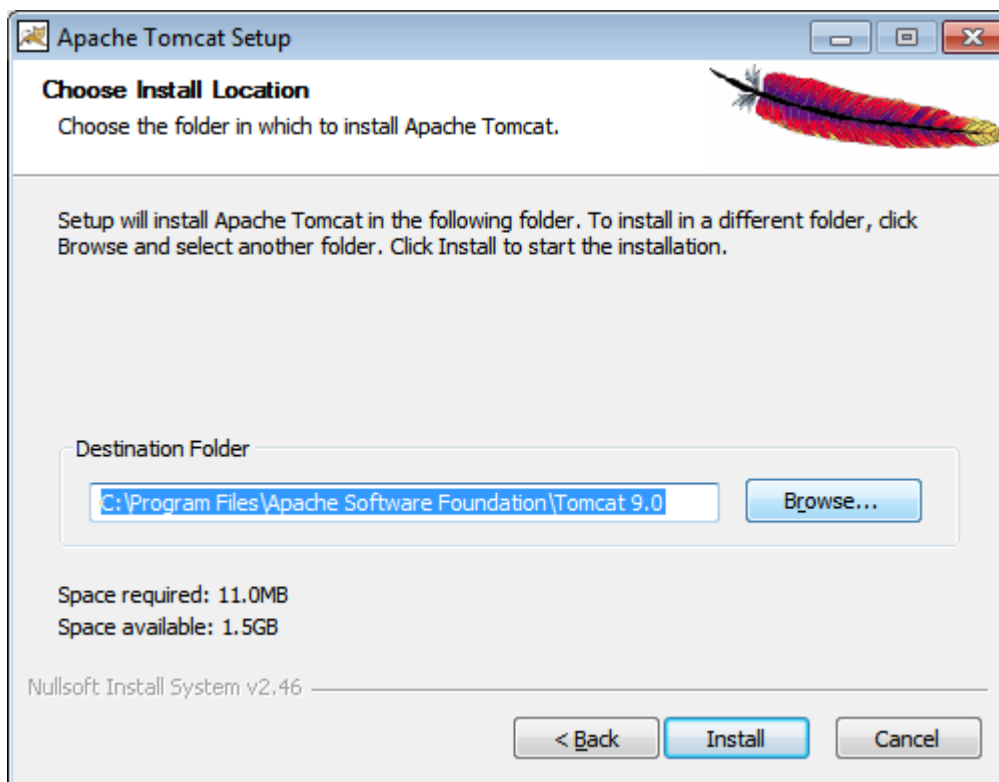 Apache Tomcat Setup
Choose Install Location
Choose the folder in which to install Apache Tomcat.
Setup will install Apache Tomcat in the following folder. To install in a different folder, click
Browse and select another folder. Click Install to start the installation.
Destination Folder
C:\Program Files\Apache Software Foundation\Tomcat 9.0
Browse...
Space required: 11.0MB
Space available: 1.5GB
Nullsoft Install System v2.46
< Back Install Cancel